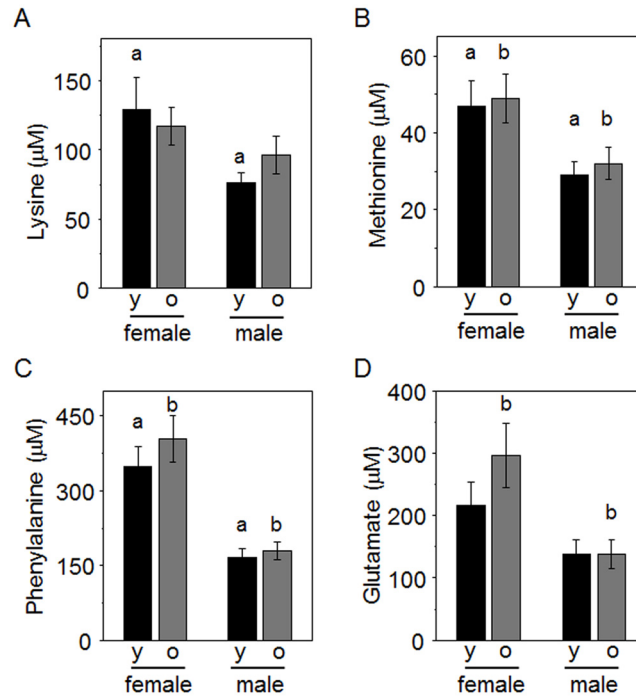 A
Lysine (μM)
150
100
50
0
a
a
y o y o
female male
B
Methionine (μM)
60
40
20
0
a b
a b
y o y o
female male
C
Phenylalanine (μM)
450
300
150
0
a b
a b
y o y o
female male
D
Glutamate (μM)
400
300
200
100
0
b
b
y o y o
female male